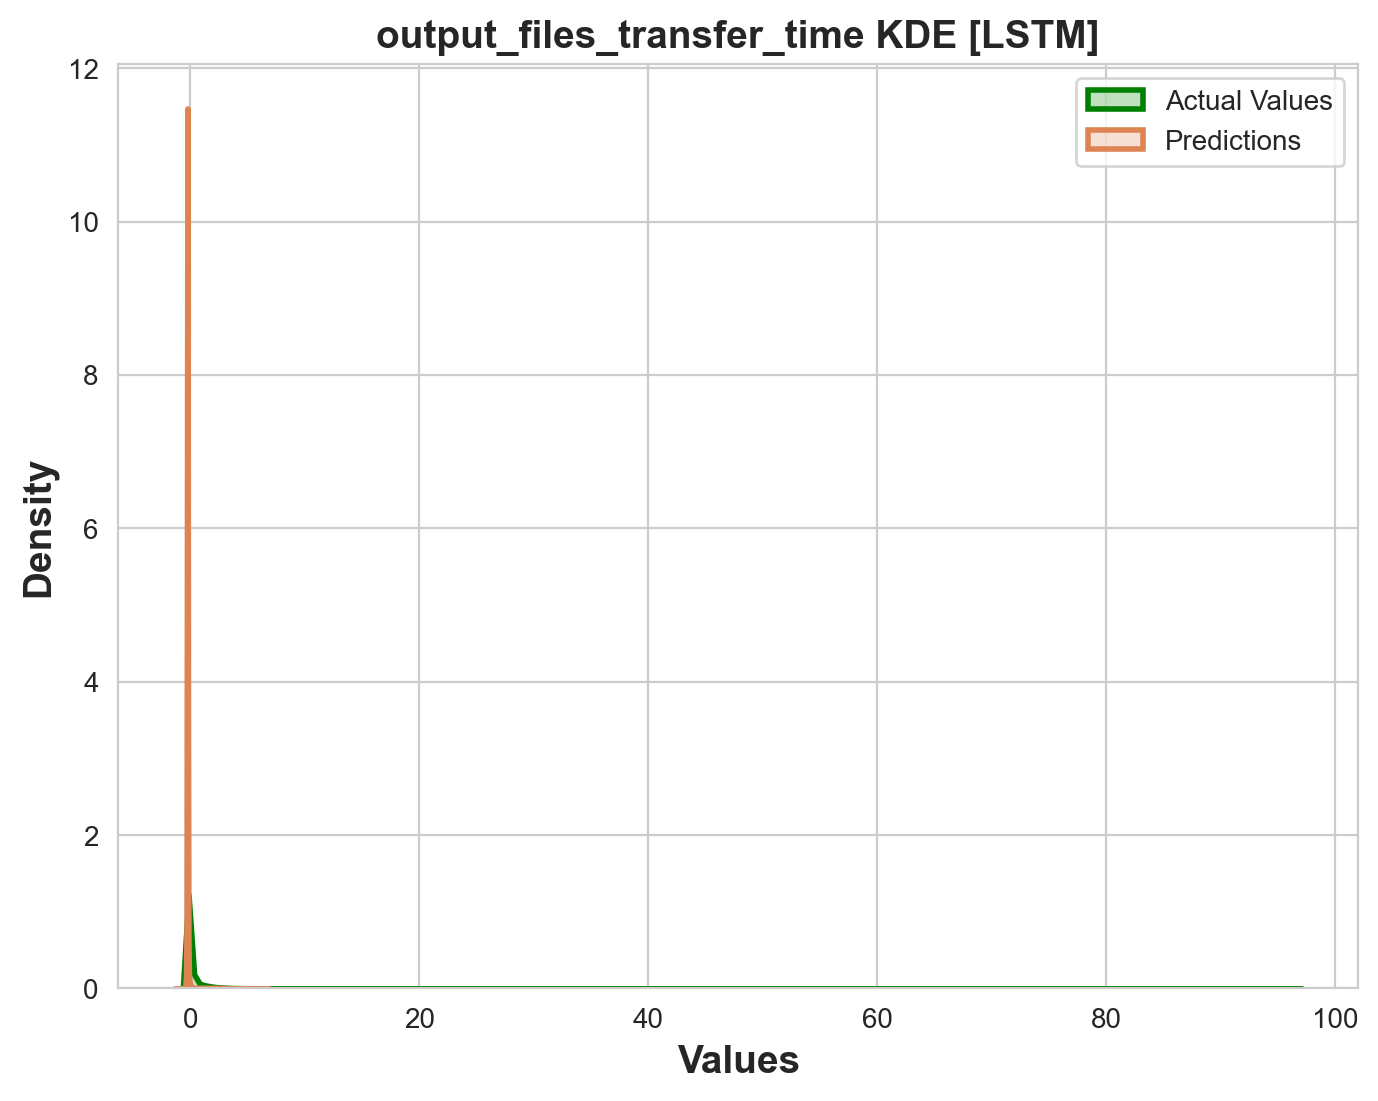 output_files_transfer_time KDE [LSTM]
Actual Values
Predictions
12
10
8
6
4
2
0
Density
0 20 40 60 80 100
Values